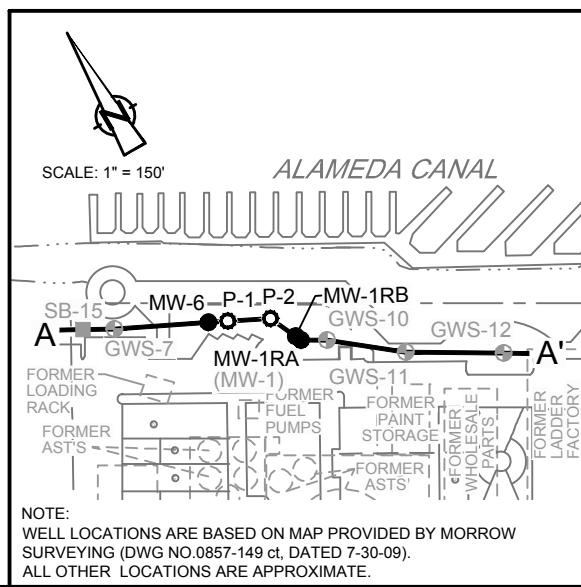 N
SCALE: 1" = 150'
ALAMEDA CANAL
SB-15
MW-6
P-1
P-2
MW-1RB
A
GWS-10
GWS-12
GWS-7
MW-1RA
A'
(MW-1)
GWS-11
FORMER
LOADING
RACK
FORMER
FUEL
PUMPS
FORMER
PAINT
STORAGE
FORMER
WHOLESALE
PARTS
FORMER
LADDER
FACTORY
FORMER
AST'S
FORMER
ASTS'
NOTE:
WELL LOCATIONS ARE BASED ON MAP PROVIDED BY MORROW
SURVEYING (DWG NO.0857-149 ct, DATED 7-30-09).
ALL OTHER LOCATIONS ARE APPROXIMATE.